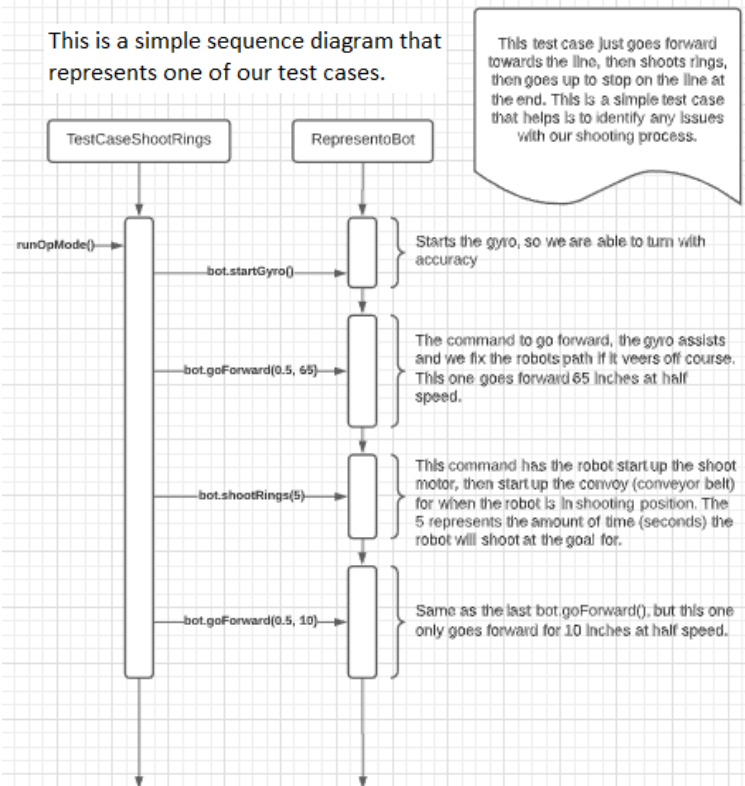 This is a simple sequence diagram that
represents one of our test cases.
This test case just goes forward
towards the line, then shoots rings,
then goes up to stop on the line at
the end. This is a simple test case
that helps is to identify any issues
with our shooting process.
TestCaseShootRings
RepresentoBot
runOpMode()
Starts the gyro, so we are able to turn with
accuracy
bot.startGyro()
The command to go forward, the gyro assists
and we fix the robots path if it veers off course.
This one goes forward 65 inches at half
speed.
bot.goForward(0.5, 65)
This command has the robot start up the shoot
motor, then start up the convoy (conveyor belt)
for when the robot is in shooting position. The
5 represents the amount of time (seconds) the
robot will shoot at the goal for.
bot.shootRings(5)
Same as the last bot.goForward(), but this one
only goes forward for 10 inches at half speed.
bot.goForward(0.5, 10)